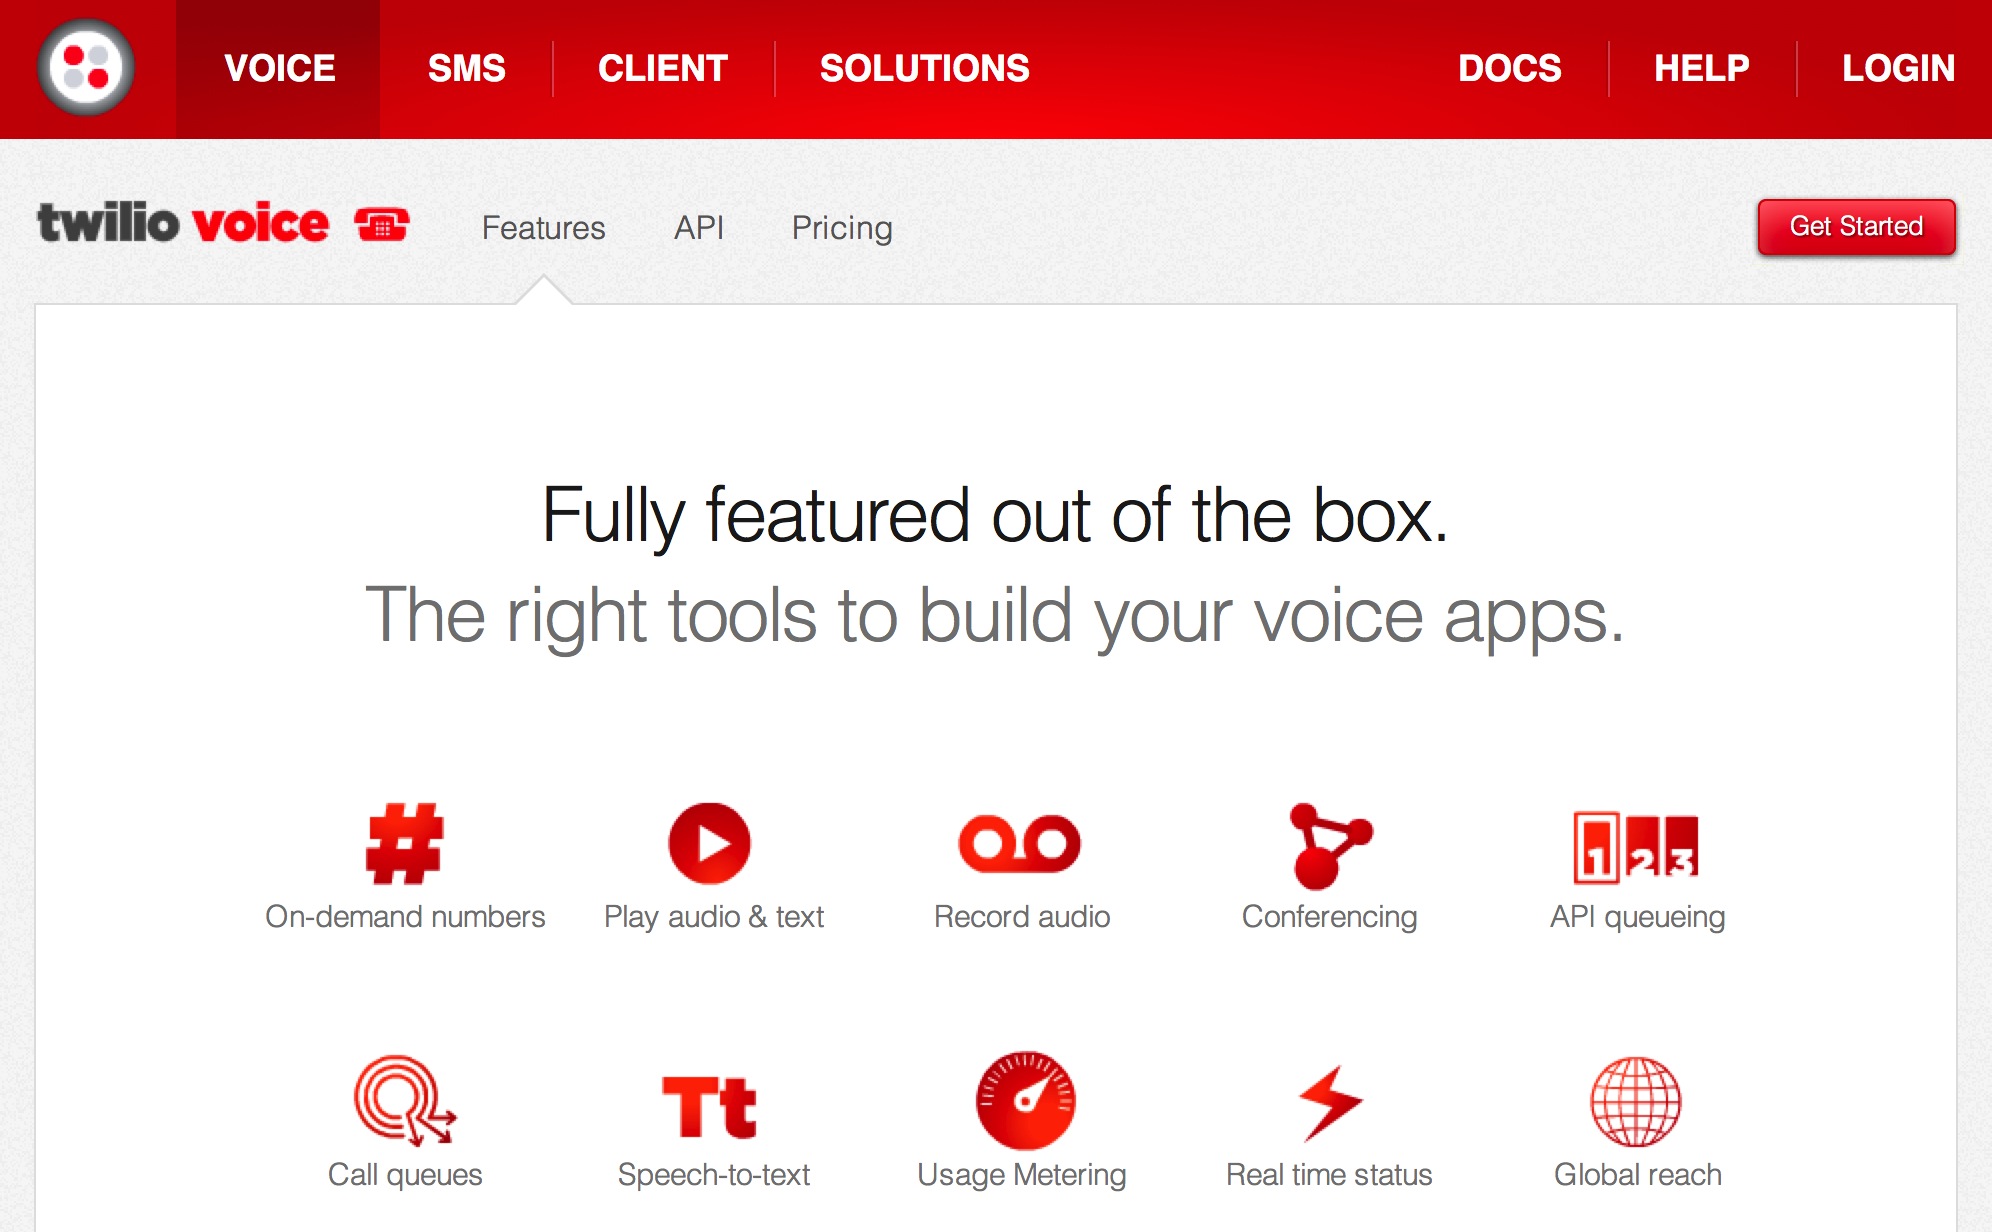 VOICE SMS CLIENT SOLUTIONS DOCS HELP LOGIN
twilio voice Features API Pricing Get Started
Fully featured out of the box.
The right tools to build your voice apps.
# 1 2 3
On-demand numbers Play audio & text Record audio Conferencing API queueing
Tt
Call queues Speech-to-text Usage Metering Real time status Global reach